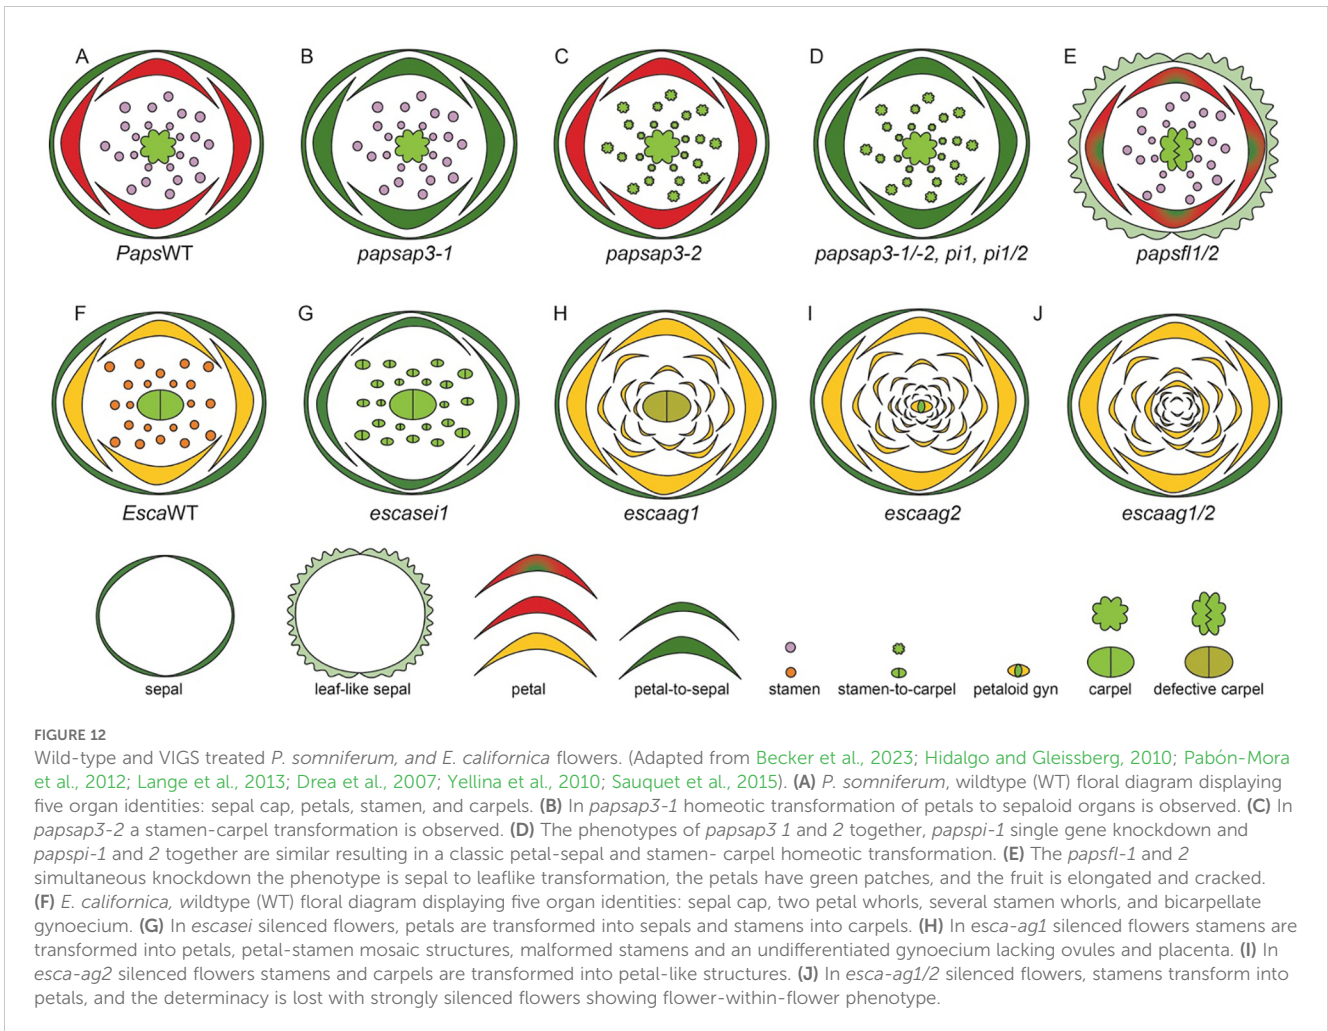 A B C D E
PapsWT papsap3-1 papsap3-2 papsap3-1/-2, pi1, pi1/2 papsfl1/2
F G H I J
EscaWT escasei1 escaag1 escaag2 escaag1/2
sepal leaf-like sepal petal petal-to-sepal stamen stamen-to-carpel petaloid gyn carpel defective carpel
FIGURE 12
Wild-type and VIGS treated P. somniferum, and E. californica flowers. (Adapted from Becker et al., 2023; Hidalgo and Gleissberg, 2010; Pabón-Mora
et al., 2012; Lange et al., 2013; Drea et al., 2007; Yellina et al., 2010; Sauquet et al., 2015). (A) P. somniferum, wildtype (WT) floral diagram displaying
five organ identities: sepal cap, petals, stamen, and carpels. (B) In papsap3-1 homeotic transformation of petals to sepaloid organs is observed. (C) In
papsap3-2 a stamen-carpel transformation is observed. (D) The phenotypes of papsap3 1 and 2 together, papspi-1 single gene knockdown and
papspi-1 and 2 together are similar resulting in a classic petal-sepal and stamen- carpel homeotic transformation. (E) The papsfl-1 and 2
simultaneous knockdown the phenotype is sepal to leaflike transformation, the petals have green patches, and the fruit is elongated and cracked.
(F) E. californica, wildtype (WT) floral diagram displaying five organ identities: sepal cap, two petal whorls, several stamen whorls, and bicarpellate
gynoecium. (G) In escasei silenced flowers, petals are transformed into sepals and stamens into carpels. (H) In esca-ag1 silenced flowers stamens are
transformed into petals, petal-stamen mosaic structures, malformed stamens and an undifferentiated gynoecium lacking ovules and placenta. (I) In
esca-ag2 silenced flowers stamens and carpels are transformed into petal-like structures. (J) In esca-ag1/2 silenced flowers, stamens transform into
petals, and the determinacy is lost with strongly silenced flowers showing flower-within-flower phenotype.